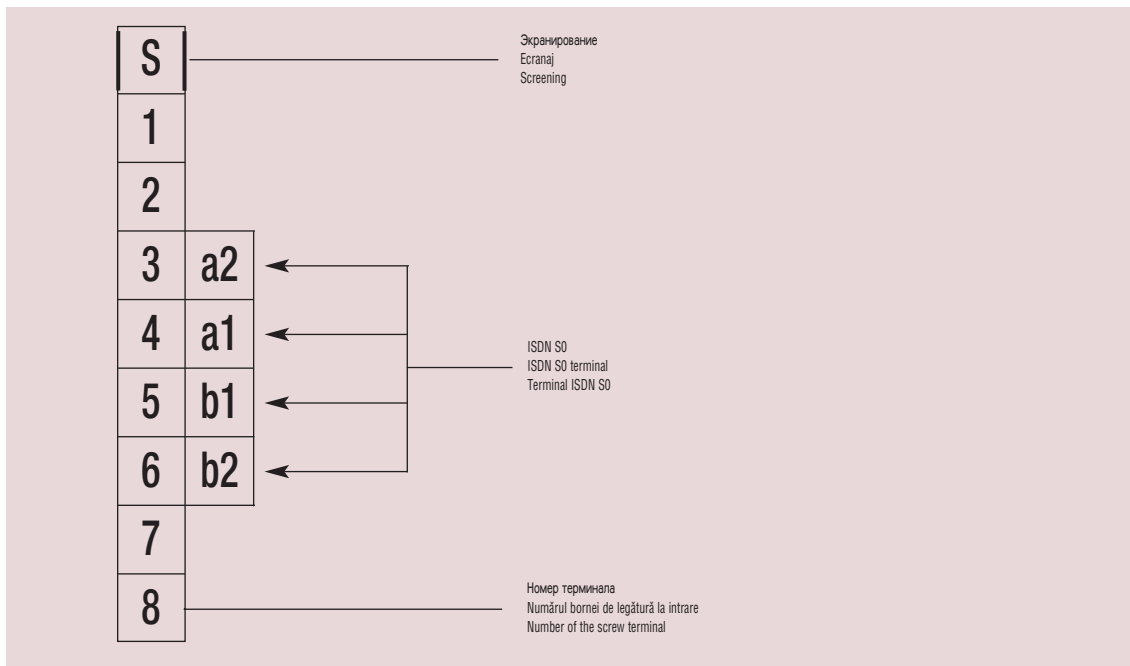 S
Экранирование
Ecranaj
Screening
1
2
3 a2
4 a1
ISDN S0
ISDN S0 terminal
Terminal ISDN S0
5 b1
6 b2
7
8
Номер терминала
Numărul bornei de legătură la intrare
Number of the screw terminal